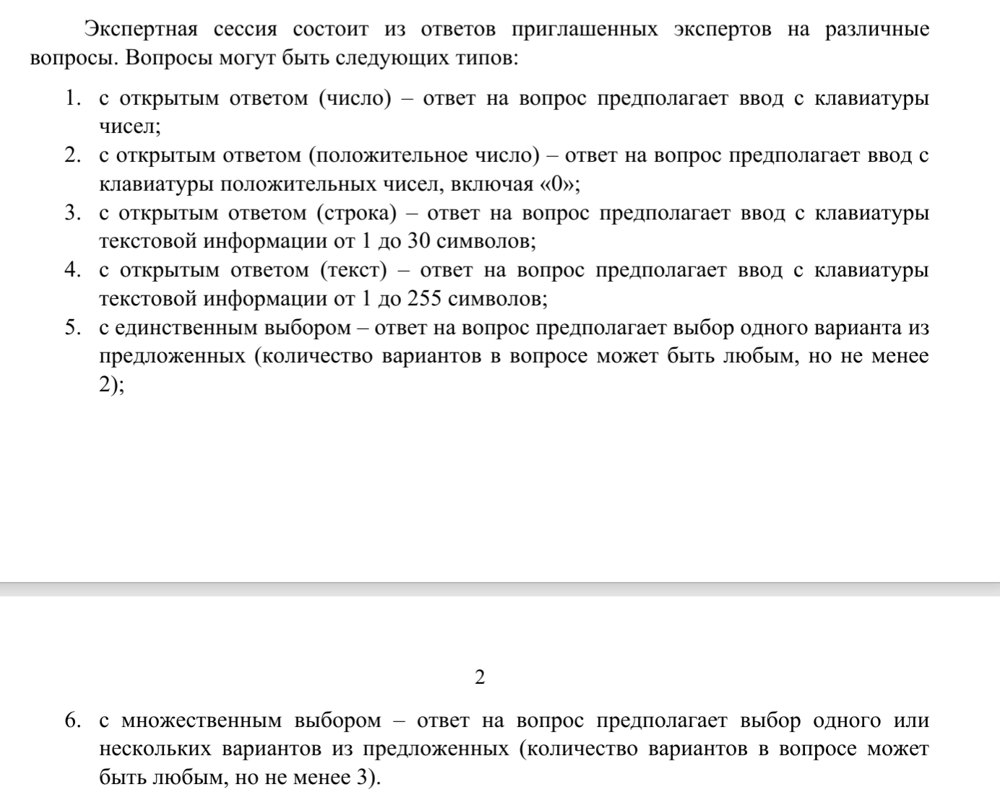 Экспертная сессия состоит из ответов приглашенных экспертов на различные
вопросы. Вопросы могут быть следующих типов:
1. с открытым ответом (число) – ответ на вопрос предполагает ввод с клавиатуры
чисел;
2. с открытым ответом (положительное число) – ответ на вопрос предполагает ввод с
клавиатуры положительных чисел, включая «0»;
3. с открытым ответом (строка) – ответ на вопрос предполагает ввод с клавиатуры
текстовой информации от 1 до 30 символов;
4. с открытым ответом (текст) – ответ на вопрос предполагает ввод с клавиатуры
текстовой информации от 1 до 255 символов;
5. с единственным выбором – ответ на вопрос предполагает выбор одного варианта из
предложенных (количество вариантов в вопросе может быть любым, но не менее
2);
2
6. с множественным выбором – ответ на вопрос предполагает выбор одного или
нескольких вариантов из предложенных (количество вариантов в вопросе может
быть любым, но не менее 3).